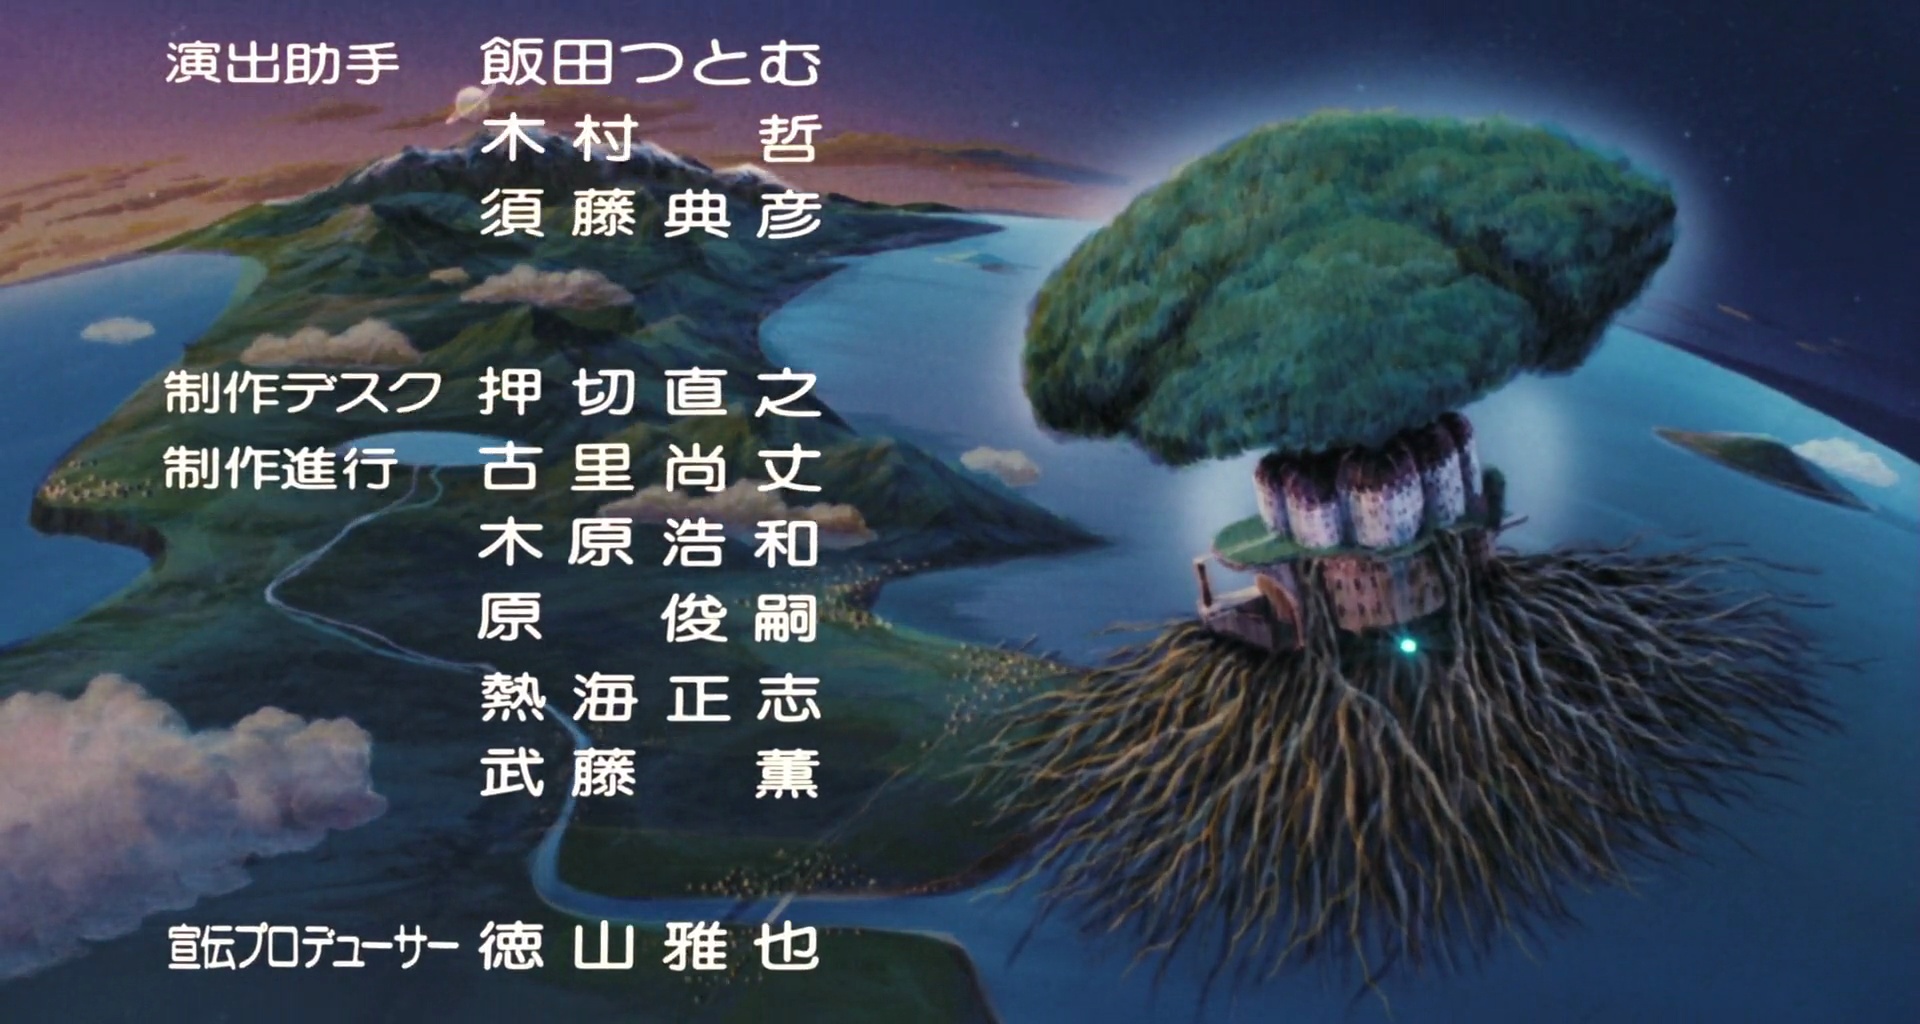 演出助手 飯田つとむ
木村 哲
須藤典彦
制作デスク 押切直之
制作進行 古里尚丈
木原浩和
原 俊嗣
熱海正志
武藤 薫
宣伝プロデューサー 徳山雅也